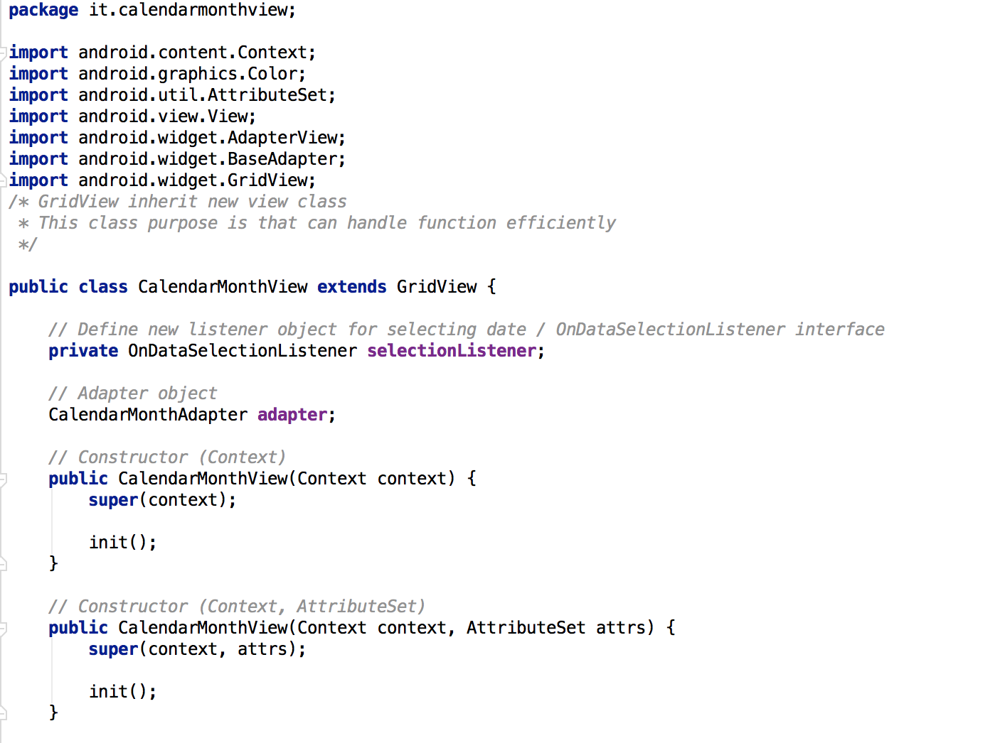 package it.calendarmonthview;
import android.content.Context;
import android.graphics.Color;
import android.util.AttributeSet;
import android.view.View;
import android.widget.AdapterView;
import android.widget.BaseAdapter;
import android.widget.GridView;
/* GridView inherit new view class
 * This class purpose is that can handle function efficiently
 */
public class CalendarMonthView extends GridView {
    // Define new listener object for selecting date / OnDataSelectionListener interface
    private OnDataSelectionListener selectionListener;
    // Adapter object
    CalendarMonthAdapter adapter;
    // Constructor (Context)
    public CalendarMonthView(Context context) {
        super(context);
        init();
    }
    // Constructor (Context, AttributeSet)
    public CalendarMonthView(Context context, AttributeSet attrs) {
        super(context, attrs);
        init();
    }